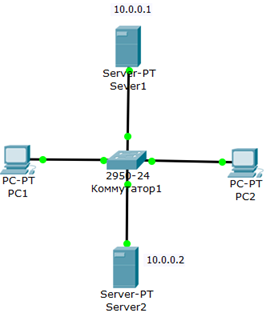 10.0.0.1
Server-PT
Sever1
PC-PT
PC1
2950-24
Коммутатор1
PC-PT
PC2
10.0.0.2
Server-PT
Server2